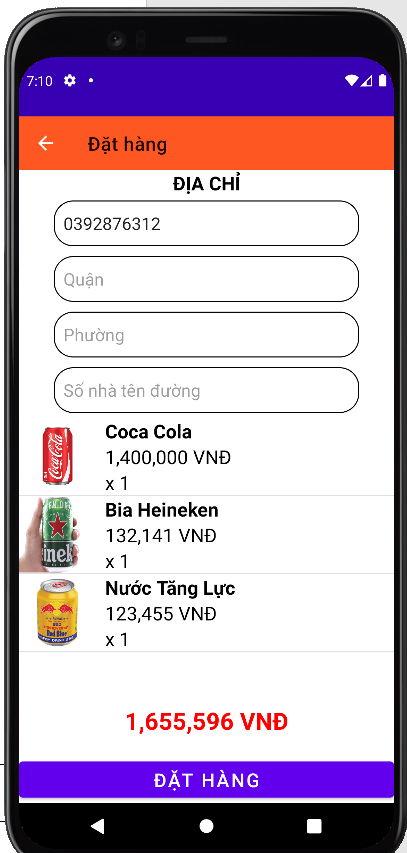 7:10
Đặt hàng
ĐỊA CHỈ
0392876312
Quận
Phường
Số nhà tên đường
Coca Cola
Coca Cola
1,400,000 VNĐ
x 1
Bia Heineken
132,141 VNĐ
x 1
Nước Tăng Lực
123,455 VNĐ
x 1
1,655,596 VNĐ
ĐẶT HÀNG